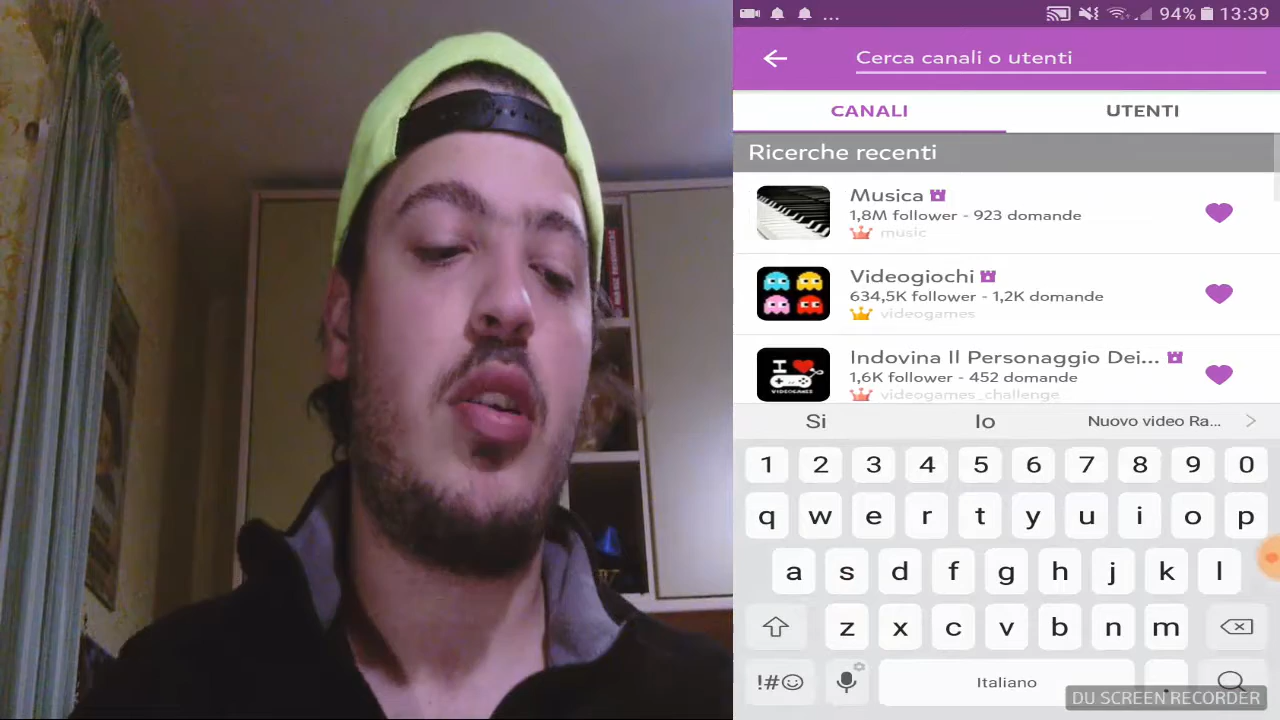 ... 94% 13:39
Cerca canali o utenti
CANALI UTENTI
Ricerche recenti
Musica
1,8M follower - 923 domande
music
Videogiochi
634,5K follower - 1,2K domande
videogames
Indovina Il Personaggio Dei...
1,6K follower - 452 domande
videogames_challenge
I
VIDEOGAMES
Si Io Nuovo video Ra... >
1 2 3 4 5 6 7 8 9 0
q w e r t y u i o p
a s d f g h j k l
z x c v b n m
!#☺ Italiano .
DU SCREEN RECORDER